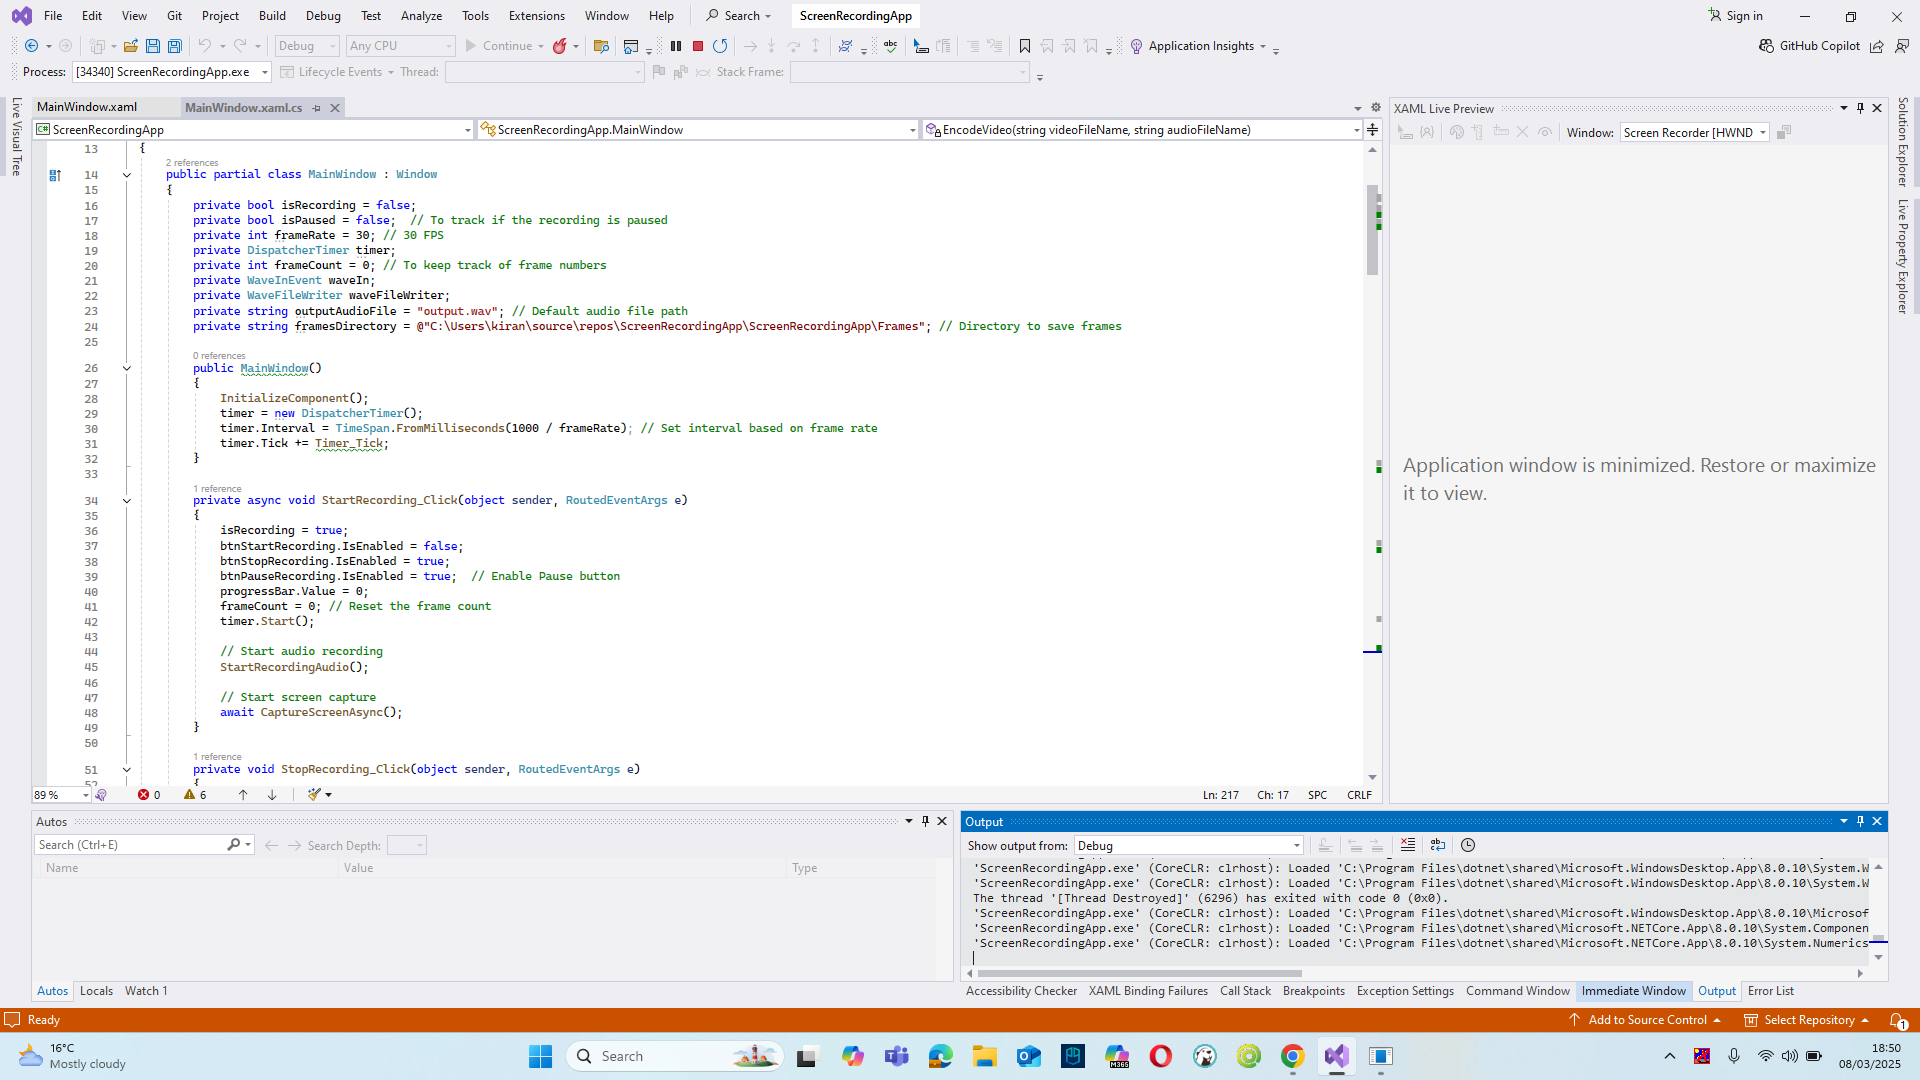 File Edit View Git Project Build Debug Test Analyze Tools Extensions Window Help Search ScreenRecordingApp Sign in
Debug Any CPU Continue Application Insights GitHub Copilot
Process: [34340] ScreenRecordingApp.exe Lifecycle Events Thread: Stack Frame:
Live Visual Tree
MainWindow.xaml MainWindow.xaml.cs
ScreenRecordingApp ScreenRecordingApp.MainWindow EncodeVideo(string videoFileName, string audioFileName)
13 {
2 references
14 public partial class MainWindow : Window
15 {
16 private bool isRecording = false;
17 private bool isPaused = false; // To track if the recording is paused
18 private int frameRate = 30; // 30 FPS
19 private DispatcherTimer timer;
20 private int frameCount = 0; // To keep track of frame numbers
21 private WaveInEvent waveIn;
22 private WaveFileWriter waveFileWriter;
23 private string outputAudioFile = "output.wav"; // Default audio file path
24 private string framesDirectory = @"C:\Users\kiran\source\repos\ScreenRecordingApp\ScreenRecordingApp\Frames"; // Directory to save frames
25
0 references
26 public MainWindow()
27 {
28 InitializeComponent();
29 timer = new DispatcherTimer();
30 timer.Interval = TimeSpan.FromMilliseconds(1000 / frameRate); // Set interval based on frame rate
31 timer.Tick += Timer_Tick;
32 }
33
1 reference
34 private async void StartRecording_Click(object sender, RoutedEventArgs e)
35 {
36 isRecording = true;
37 btnStartRecording.IsEnabled = false;
38 btnStopRecording.IsEnabled = true;
39 btnPauseRecording.IsEnabled = true; // Enable Pause button
40 progressBar.Value = 0;
41 frameCount = 0; // Reset the frame count
42 timer.Start();
43
44 // Start audio recording
45 StartRecordingAudio();
46
47 // Start screen capture
48 await CaptureScreenAsync();
49 }
50
1 reference
51 private void StopRecording_Click(object sender, RoutedEventArgs e)
52 {
89 % 0 6 Ln: 217 Ch: 17 SPC CRLF
XAML Live Preview
Window: Screen Recorder [HWND
Application window is minimized. Restore or maximize
it to view.
Solution Explorer
Live Property Explorer
Autos
Search (Ctrl+E) Search Depth:
Name Value Type
Autos Locals Watch 1
Output
Show output from: Debug
'ScreenRecordingApp.exe' (CoreCLR: clrhost): Loaded 'C:\Program Files\dotnet\shared\Microsoft.WindowsDesktop.App\8.0.10\System.W
'ScreenRecordingApp.exe' (CoreCLR: clrhost): Loaded 'C:\Program Files\dotnet\shared\Microsoft.WindowsDesktop.App\8.0.10\System.W
The thread '[Thread Destroyed]' (6296) has exited with code 0 (0x0).
'ScreenRecordingApp.exe' (CoreCLR: clrhost): Loaded 'C:\Program Files\dotnet\shared\Microsoft.WindowsDesktop.App\8.0.10\Microsof
'ScreenRecordingApp.exe' (CoreCLR: clrhost): Loaded 'C:\Program Files\dotnet\shared\Microsoft.NETCore.App\8.0.10\System.Componen
'ScreenRecordingApp.exe' (CoreCLR: clrhost): Loaded 'C:\Program Files\dotnet\shared\Microsoft.NETCore.App\8.0.10\System.Numerics
Accessibility Checker XAML Binding Failures Call Stack Breakpoints Exception Settings Command Window Immediate Window Output Error List
Ready Add to Source Control Select Repository 1
16°C
Mostly cloudy
Search
M365
18:50
08/03/2025